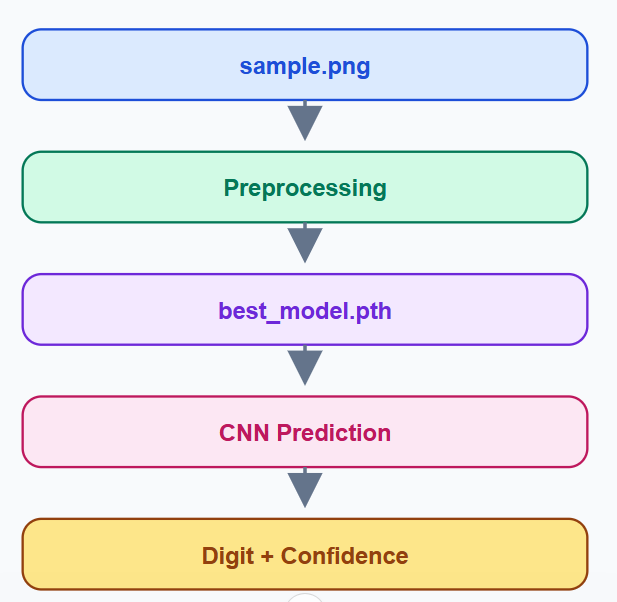 sample.png
Preprocessing
best_model.pth
CNN Prediction
Digit + Confidence